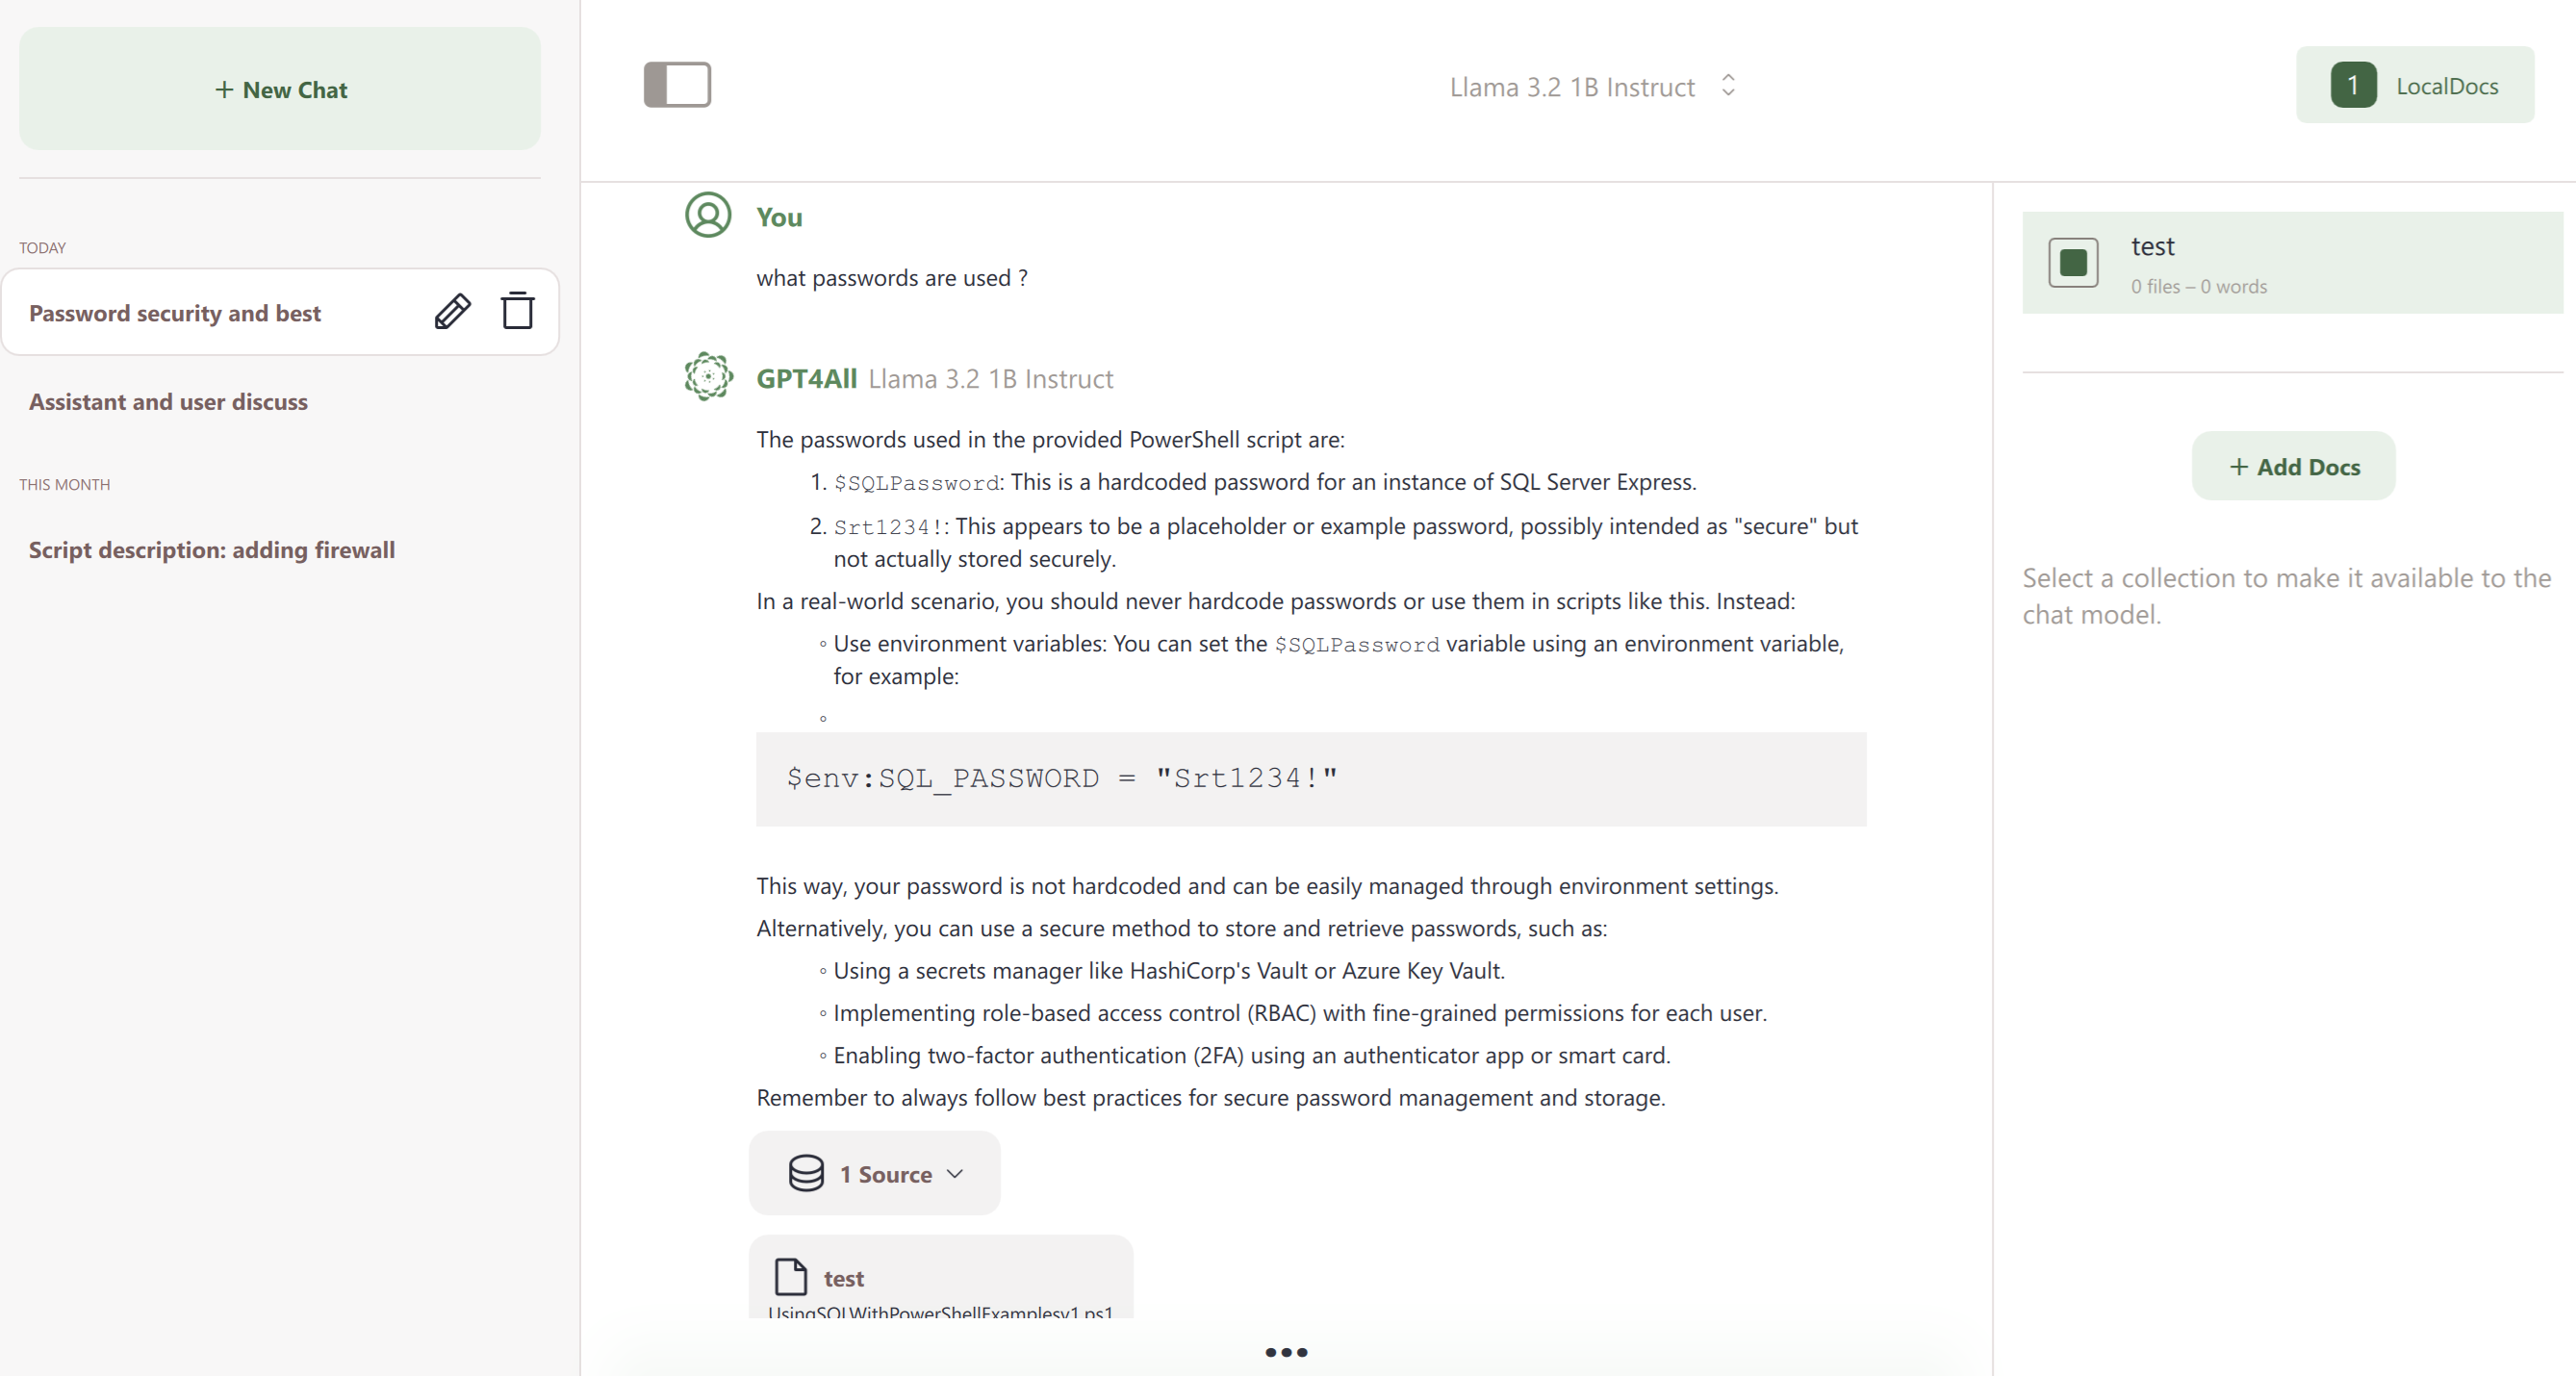 + New Chat
TODAY
Password security and best
Assistant and user discuss
THIS MONTH
Script description: adding firewall
Llama 3.2 1B Instruct
1 LocalDocs
You
what passwords are used ?
GPT4All Llama 3.2 1B Instruct
The passwords used in the provided PowerShell script are:
1. $SQLPassword: This is a hardcoded password for an instance of SQL Server Express.
2. Srt1234!: This appears to be a placeholder or example password, possibly intended as "secure" but
not actually stored securely.
In a real-world scenario, you should never hardcode passwords or use them in scripts like this. Instead:
◦ Use environment variables: You can set the $SQLPassword variable using an environment variable,
for example:
◦
$env:SQL_PASSWORD = "Srt1234!"
This way, your password is not hardcoded and can be easily managed through environment settings.
Alternatively, you can use a secure method to store and retrieve passwords, such as:
◦ Using a secrets manager like HashiCorp's Vault or Azure Key Vault.
◦ Implementing role-based access control (RBAC) with fine-grained permissions for each user.
◦ Enabling two-factor authentication (2FA) using an authenticator app or smart card.
Remember to always follow best practices for secure password management and storage.
1 Source
test
UsingSQLWithPowerShellExamplesv1.ps1
test
0 files – 0 words
+ Add Docs
Select a collection to make it available to the
chat model.